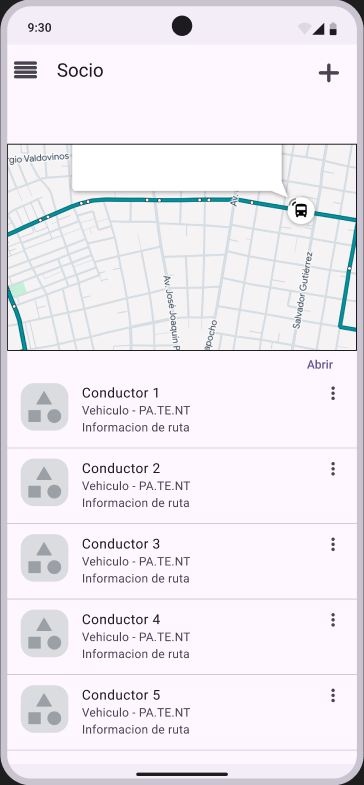 9:30
Socio
rgio Valdovinos
Av.
Av. José Joaquín P
apocho
Salvador Gutiérrez
Abrir
Conductor 1
Vehiculo - PA.TE.NT
Informacion de ruta
Conductor 2
Vehiculo - PA.TE.NT
Informacion de ruta
Conductor 3
Vehiculo - PA.TE.NT
Informacion de ruta
Conductor 4
Vehiculo - PA.TE.NT
Informacion de ruta
Conductor 5
Vehiculo - PA.TE.NT
Informacion de ruta